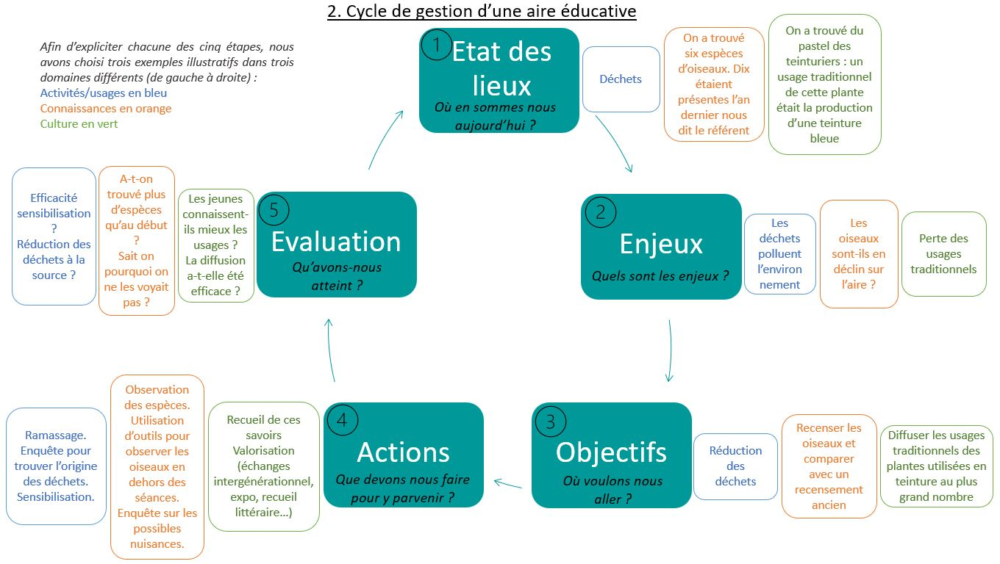 2. Cycle de gestion d’une aire éducative
Afin d’expliciter chacune des cinq étapes, nous
avons choisi trois exemples illustratifs dans trois
domaines différents (de gauche à droite) :
Activités/usages en bleu
Connaissances en orange
Culture en vert
1
Etat des
lieux
Où en sommes nous
aujourd’hui ?
Déchets
On a trouvé
six espèces
d’oiseaux. Dix
étaient
présentes l’an
dernier nous
dit le référent
On a trouvé du
pastel des
teinturiers : un
usage traditionnel
de cette plante
était la production
d’une teinture
bleue
2
Enjeux
Quels sont les enjeux ?
Les
déchets
polluent
l’environ
nement
Les
oiseaux
sont-ils en
déclin sur
l’aire ?
Perte des
usages
traditionnels
3
Objectifs
Où voulons nous
aller ?
Réduction
des
déchets
Recenser les
oiseaux et
comparer
avec un
recensement
ancien
Diffuser les usages
traditionnels des
plantes utilisées en
teinture au plus
grand nombre
Ramassage.
Enquête pour
trouver l’origine
des déchets.
Sensibilisation.
Observation
des espèces.
Utilisation
d’outils pour
observer les
oiseaux en
dehors des
séances.
Enquête sur les
possibles
nuisances.
Recueil de ces
savoirs
Valorisation
(échanges
intergénérationnel,
expo, recueil
littéraire…)
4
Actions
Que devons nous faire
pour y parvenir ?
Efficacité
sensibilisation
?
Réduction des
déchets à la
source ?
A-t-on
trouvé plus
d’espèces
qu’au début
?
Sait on
pourquoi on
ne les voyait
pas ?
Les jeunes
connaissent-
ils mieux les
usages ?
La diffusion
a-t-elle été
efficace ?
5
Evaluation
Qu’avons-nous
atteint ?